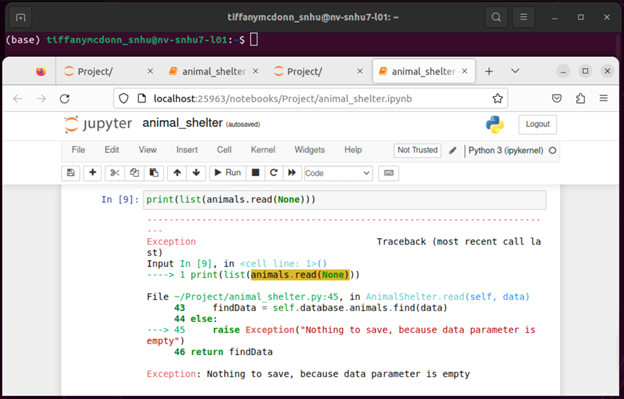 tiffanymcdonn_snhu@nv-snhu7-l01: ~
(base) tiffanymcdonn_snhu@nv-snhu7-l01:~$
Project/ animal_shelter Project/ animal_shelter
localhost:25963/notebooks/Project/animal_shelter.ipynb
jupyter animal_shelter (autosaved) Logout
File Edit View Insert Cell Kernel Widgets Help Not Trusted Python 3 (ipykernel)
Run Code
In [9]: print(list(animals.read(None)))
---------------------------------------------------------------------------
Exception Traceback (most recent call la
st)
Input In [9], in <cell line: 1>()
----> 1 print(list(animals.read(None)))
File ~/Project/animal_shelter.py:45, in AnimalShelter.read(self, data)
43 findData = self.database.animals.find(data)
44 else:
---> 45 raise Exception("Nothing to save, because data parameter is
empty")
46 return findData
Exception: Nothing to save, because data parameter is empty